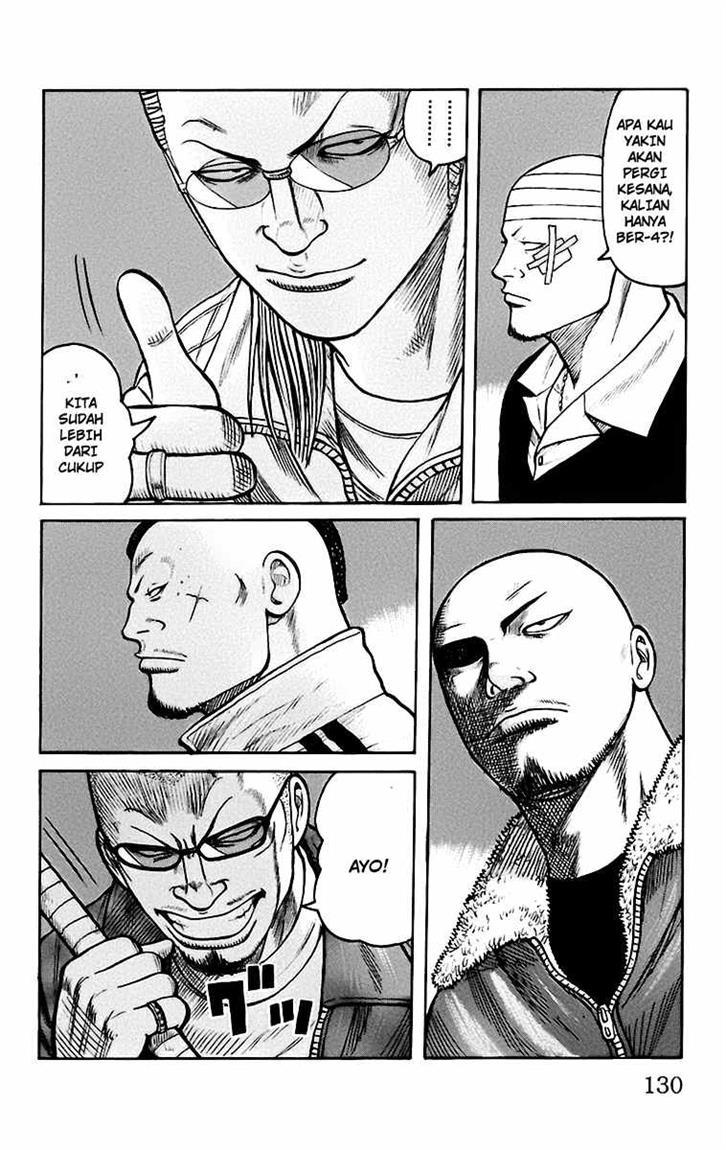 APA KAU
YAKIN
AKAN
PERGI
KESANA,
KALIAN
HANYA
BER-4?!
........
........
KITA
SUDAH
LEBIH
DARI
CUKUP
AYO!
グッ
130